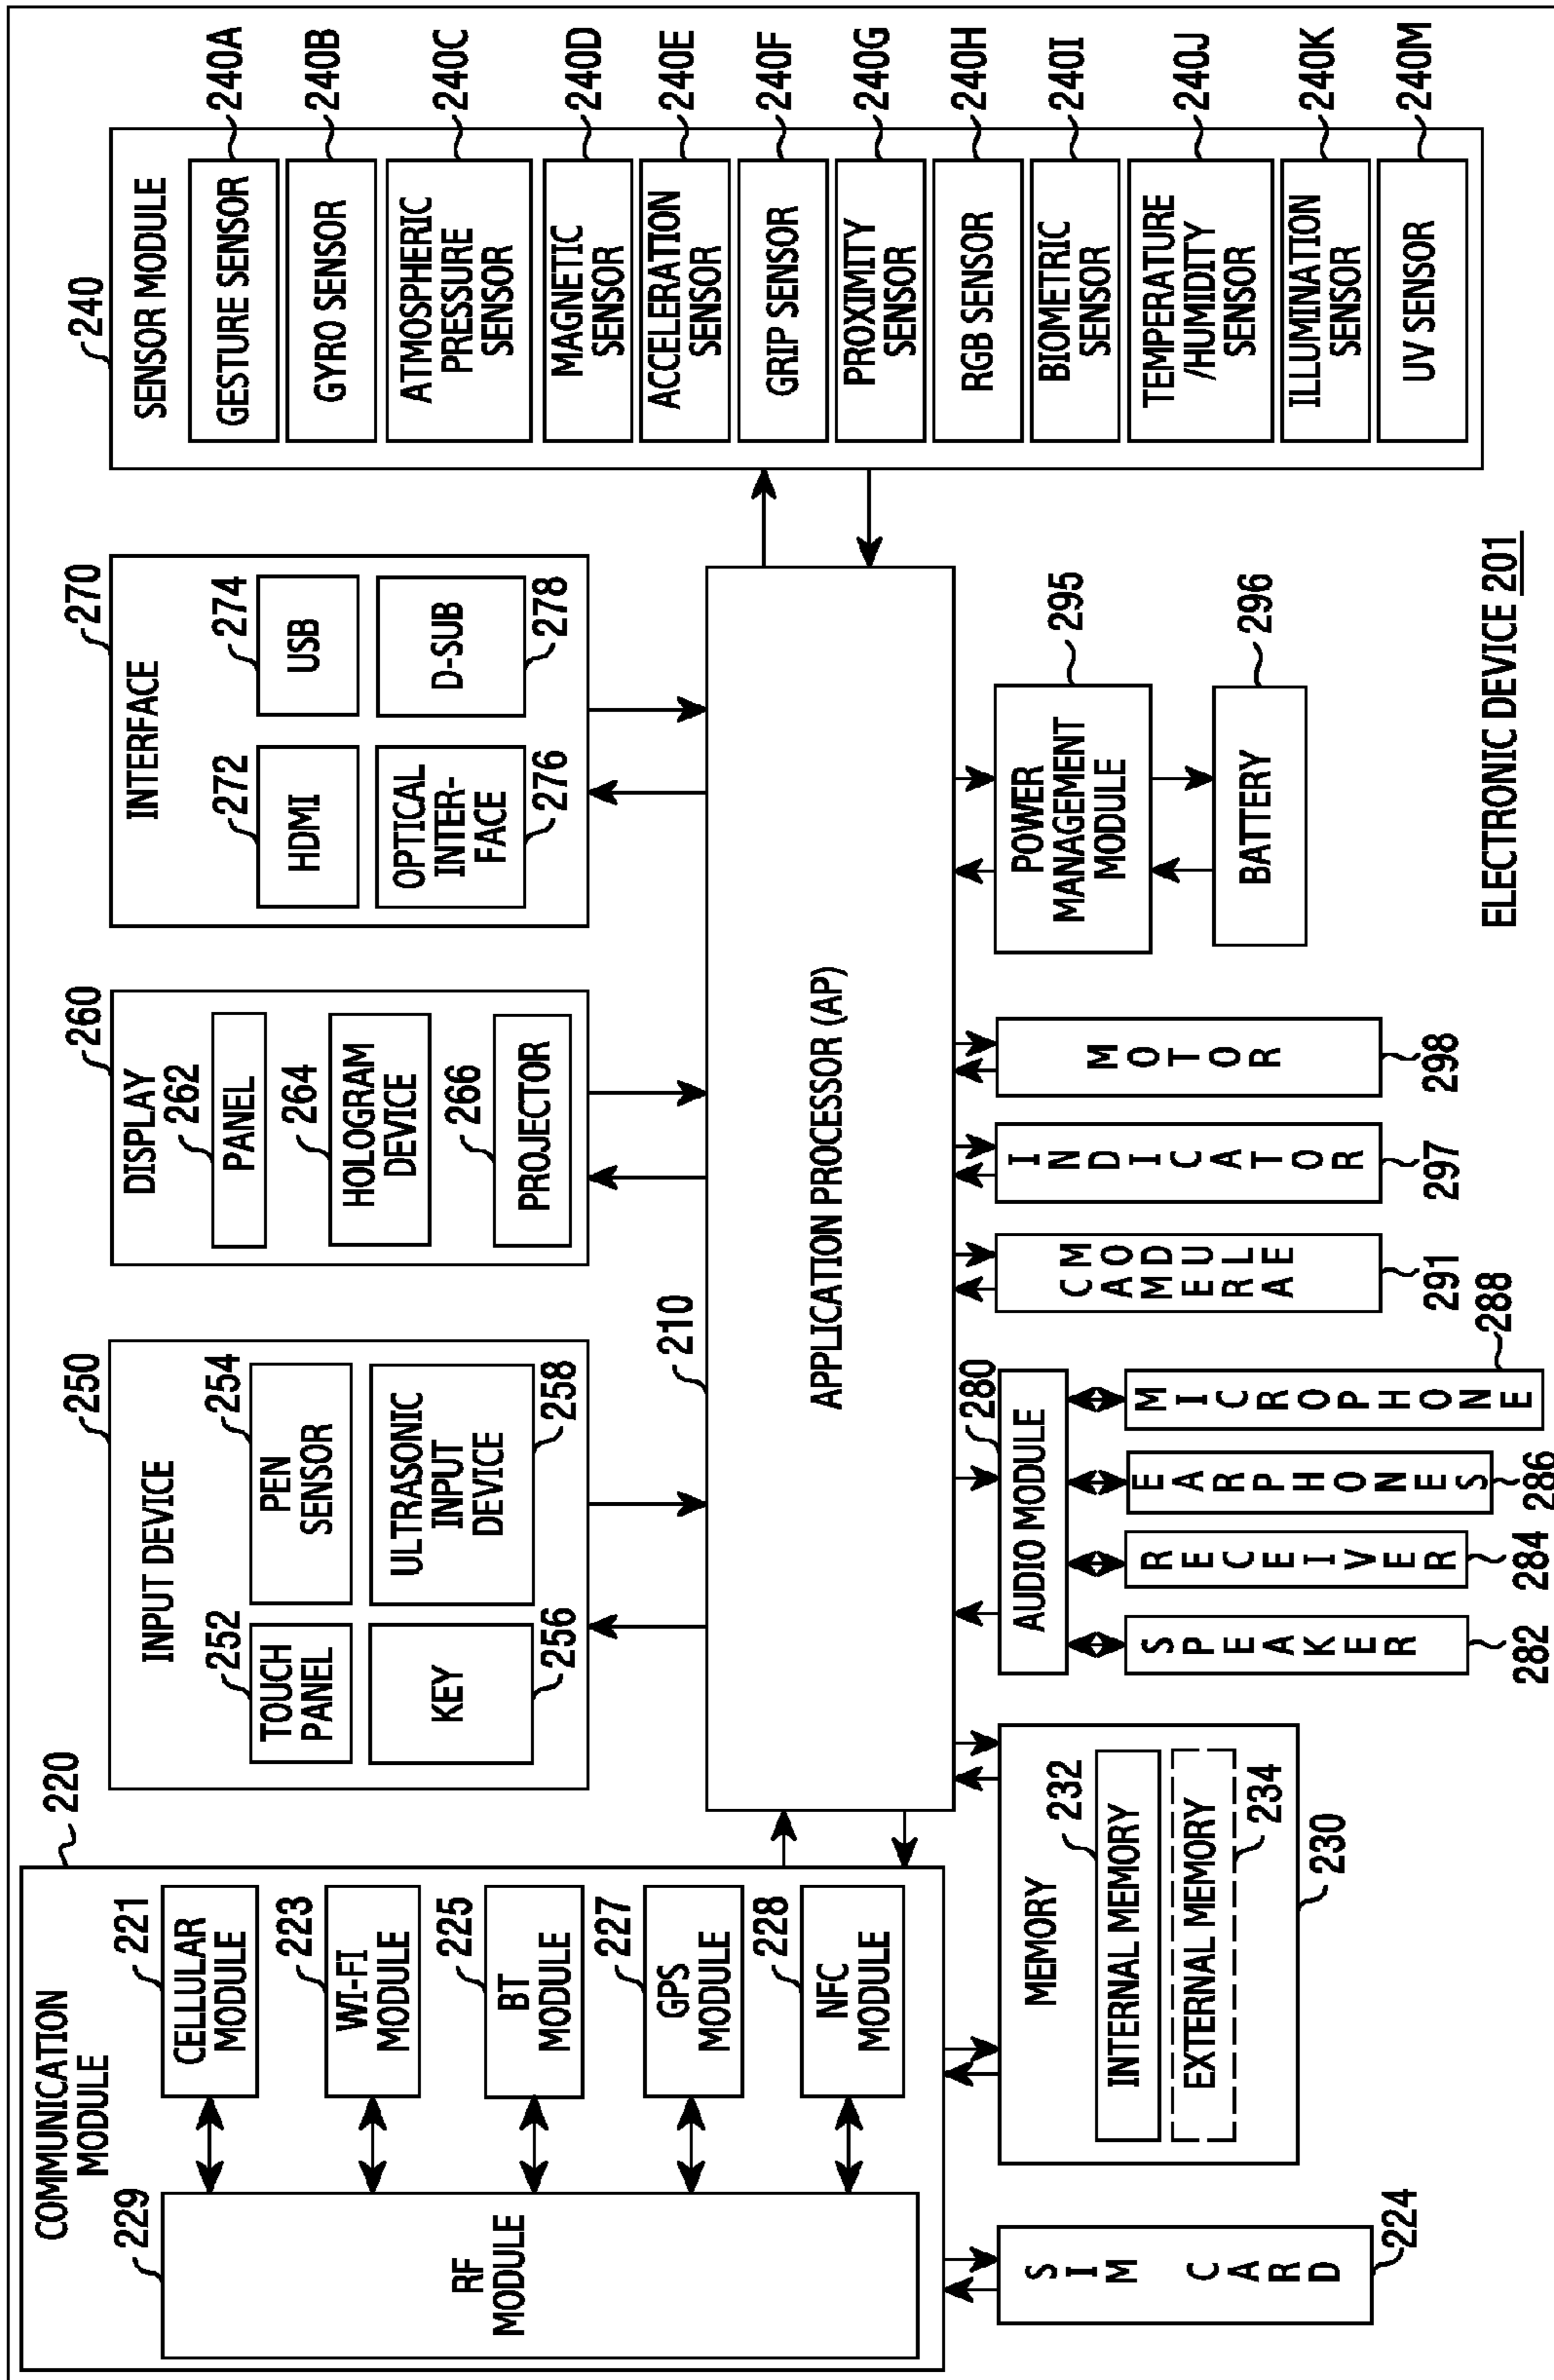 COMMUNICATION
MODULE
220
229
RF
MODULE
221
CELLULAR
MODULE
223
WI-FI
MODULE
225
BT
MODULE
227
GPS
MODULE
228
NFC
MODULE
SIM CARD
224
250
INPUT DEVICE
252
TOUCH
PANEL
254
PEN
SENSOR
KEY
256
ULTRASONIC
INPUT
DEVICE
258
260
DISPLAY
262
PANEL
264
HOLOGRAM
DEVICE
266
PROJECTOR
270
INTERFACE
272
HDMI
274
USB
OPTICAL
INTER-
FACE
276
D-SUB
278
240
SENSOR MODULE
GESTURE SENSOR
240A
GYRO SENSOR
240B
ATMOSPHERIC
PRESSURE
SENSOR
240C
MAGNETIC
SENSOR
240D
ACCELERATION
SENSOR
240E
GRIP SENSOR
240F
PROXIMITY
SENSOR
240G
RGB SENSOR
240H
BIOMETRIC
SENSOR
240I
TEMPERATURE
/HUMIDITY
SENSOR
240J
ILLUMINATION
SENSOR
240K
UV SENSOR
240M
210
APPLICATION PROCESSOR (AP)
MEMORY
232
INTERNAL MEMORY
EXTERNAL MEMORY
234
230
280
AUDIO MODULE
SPEAKER
282
RECEIVER
284
EARPHONES
286
MICROPHONE
288
CAMERA
MODULE
291
INDICATOR
297
MOTOR
298
POWER
MANAGEMENT
MODULE
295
BATTERY
296
ELECTRONIC DEVICE 201